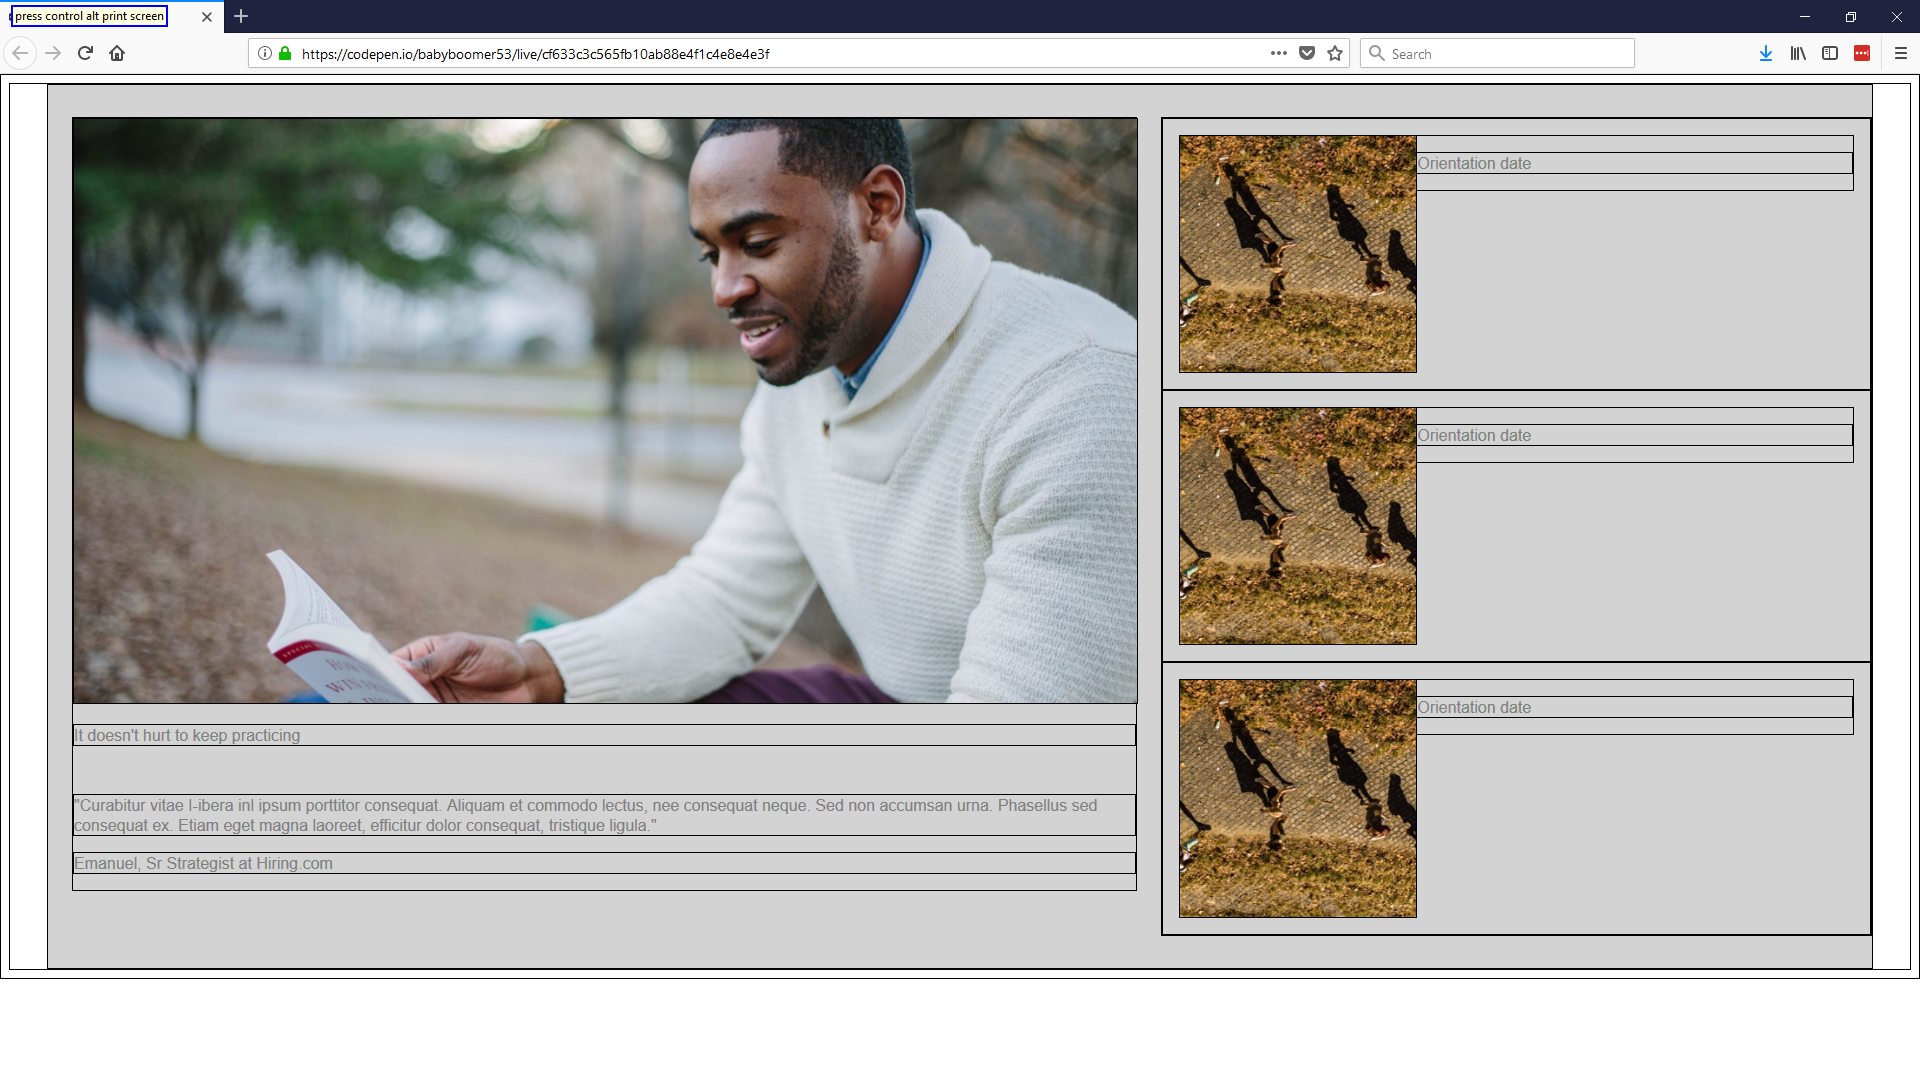 press control alt print screen
https://codepen.io/babyboomer53/live/cf633c3c565fb10ab88e4f1c4e8e4e3f
Search
It doesn't hurt to keep practicing
"Curabitur vitae l-ibera inl ipsum porttitor consequat. Aliquam et commodo lectus, nee consequat neque. Sed non accumsan urna. Phasellus sed
consequat ex. Etiam eget magna laoreet, efficitur dolor consequat, tristique ligula."
Emanuel, Sr Strategist at Hiring.com
Orientation date
Orientation date
Orientation date